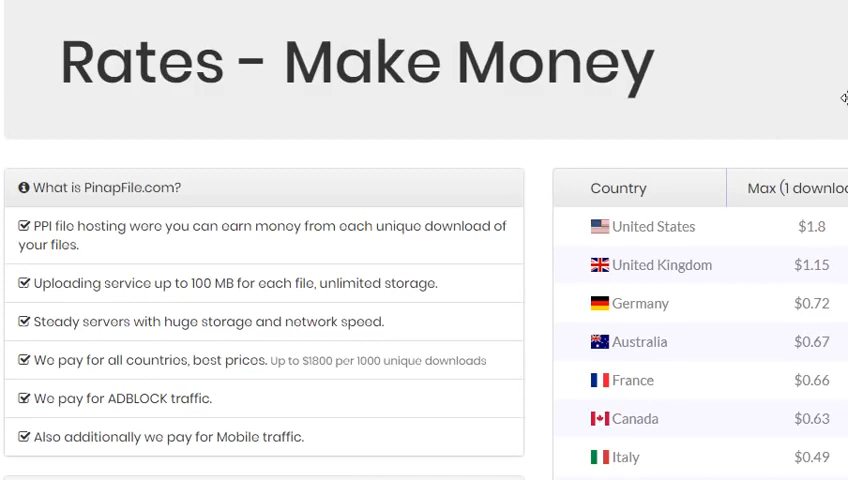 Rates - Make Money
What is PinapFile.com?
PPI file hosting were you can earn money from each unique download of
your files.
Uploading service up to 100 MB for each file, unlimited storage.
Steady servers with huge storage and network speed.
We pay for all countries, best prices. Up to $1800 per 1000 unique downloads
We pay for ADBLOCK traffic.
Also additionally we pay for Mobile traffic.
Country Max (1 downloa
United States $1.8
United Kingdom $1.15
Germany $0.72
Australia $0.67
France $0.66
Canada $0.63
Italy $0.49